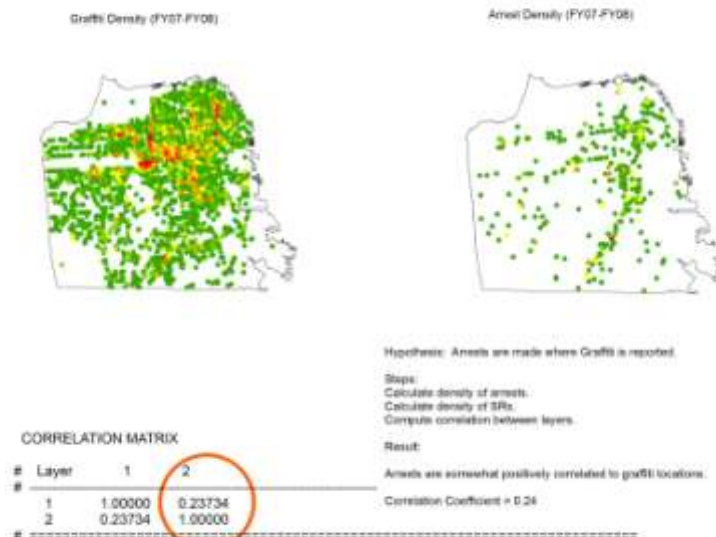 Graffiti Density (FY07-FY08)
Arrest Density (FY07-FY08)
Hypothesis: Arrests are made where Graffiti is reported.
Steps:
Calculate density of arrests.
Calculate density of SRs.
Compute correlation between layers.
Result:
Arrests are somewhat positively correlated to graffiti locations.
Correlation Coefficient = 0.24
CORRELATION MATRIX
# Layer 1 2
#
1 1.00000 0.23734
2 0.23734 1.00000
#